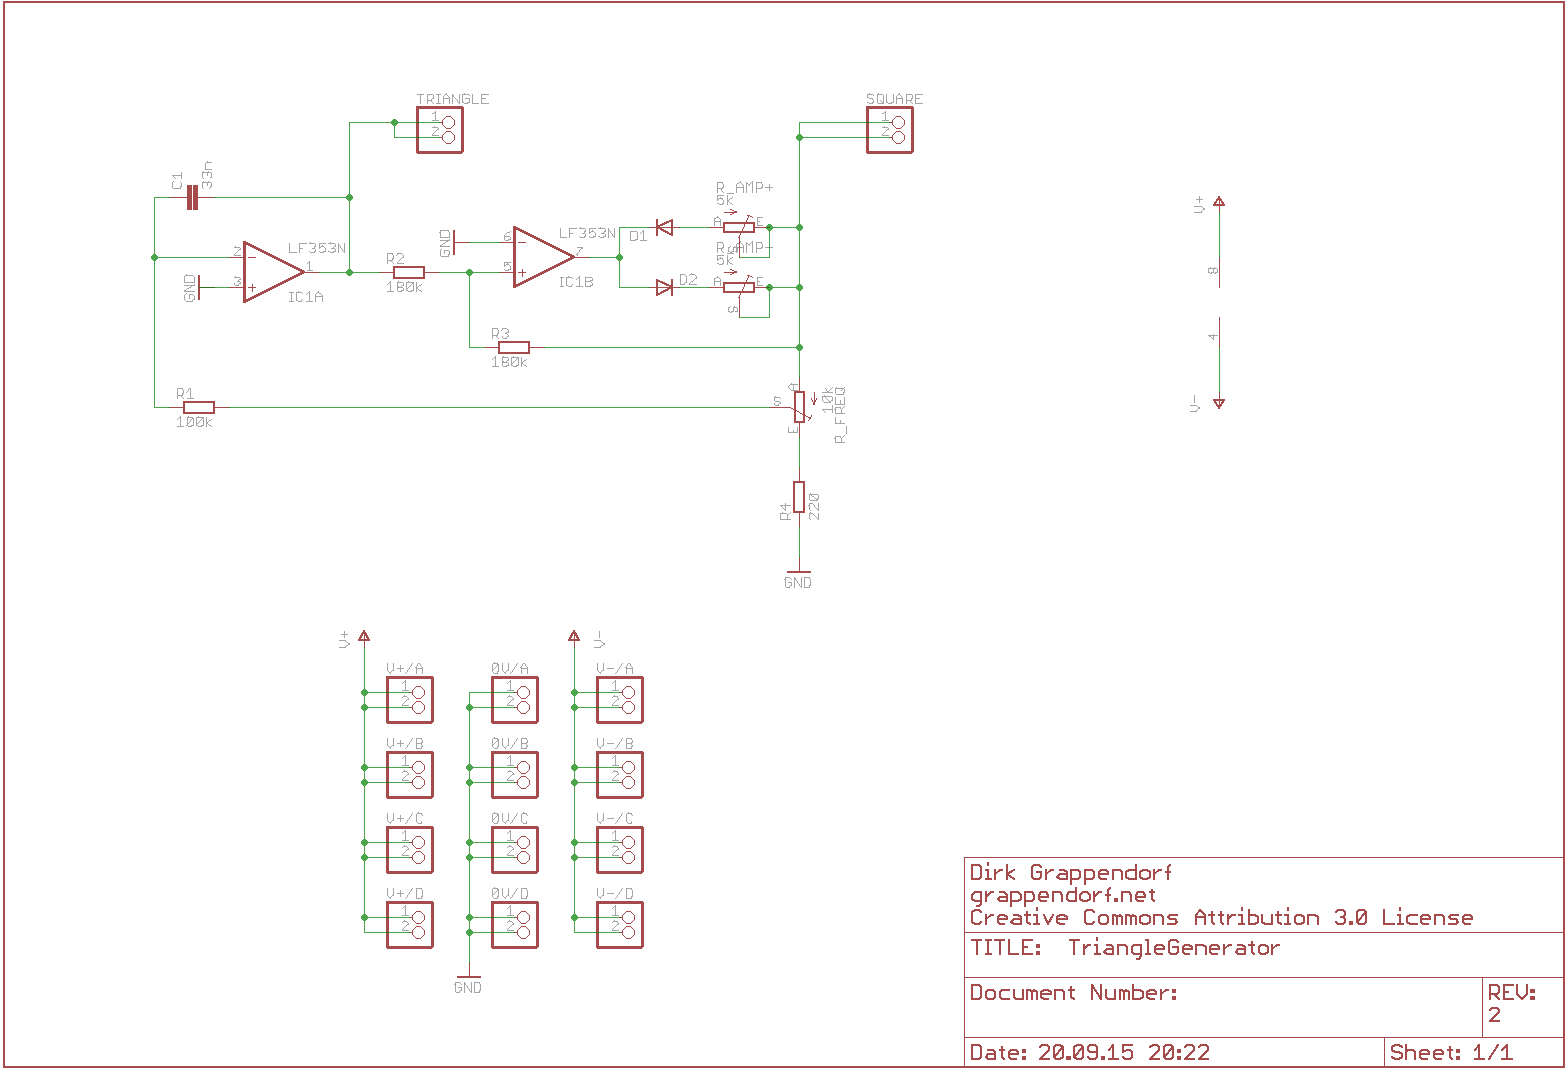 TRIANGLE
1
2
SQUARE
1
2
C1
33n
R_AMP+
5k
A
E
S
V+
GND
6
5
LF353N
7
IC1B
D1
2
3
LF353N
1
IC1A
GND
R2
180k
R_AMP+
5k
D2
A
E
S
8
4
V-
R3
180k
R1
100k
S
A
E
10k
R_FREQ
R4
220
GND
V+
V-
V+/A
1
2
0V/A
1
2
V-/A
1
2
V+/B
1
2
0V/B
1
2
V-/B
1
2
V+/C
1
2
0V/C
1
2
V-/C
1
2
V+/D
1
2
0V/D
1
2
V-/D
1
2
GND
Dirk Grappendorf
grappendorf.net
Creative Commons Attribution 3.0 License
TITLE: TriangleGenerator
Document Number:
REV:
2
Date: 20.09.15 20:22
Sheet: 1/1